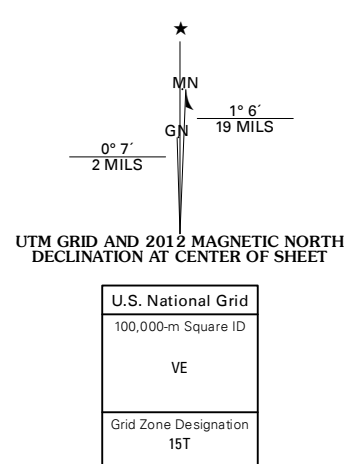 ★
MN
1° 6´
19 MILS
GN
0° 7´
2 MILS
UTM GRID AND 2012 MAGNETIC NORTH
DECLINATION AT CENTER OF SHEET
U.S. National Grid
100,000-m Square ID
VE
Grid Zone Designation
15T